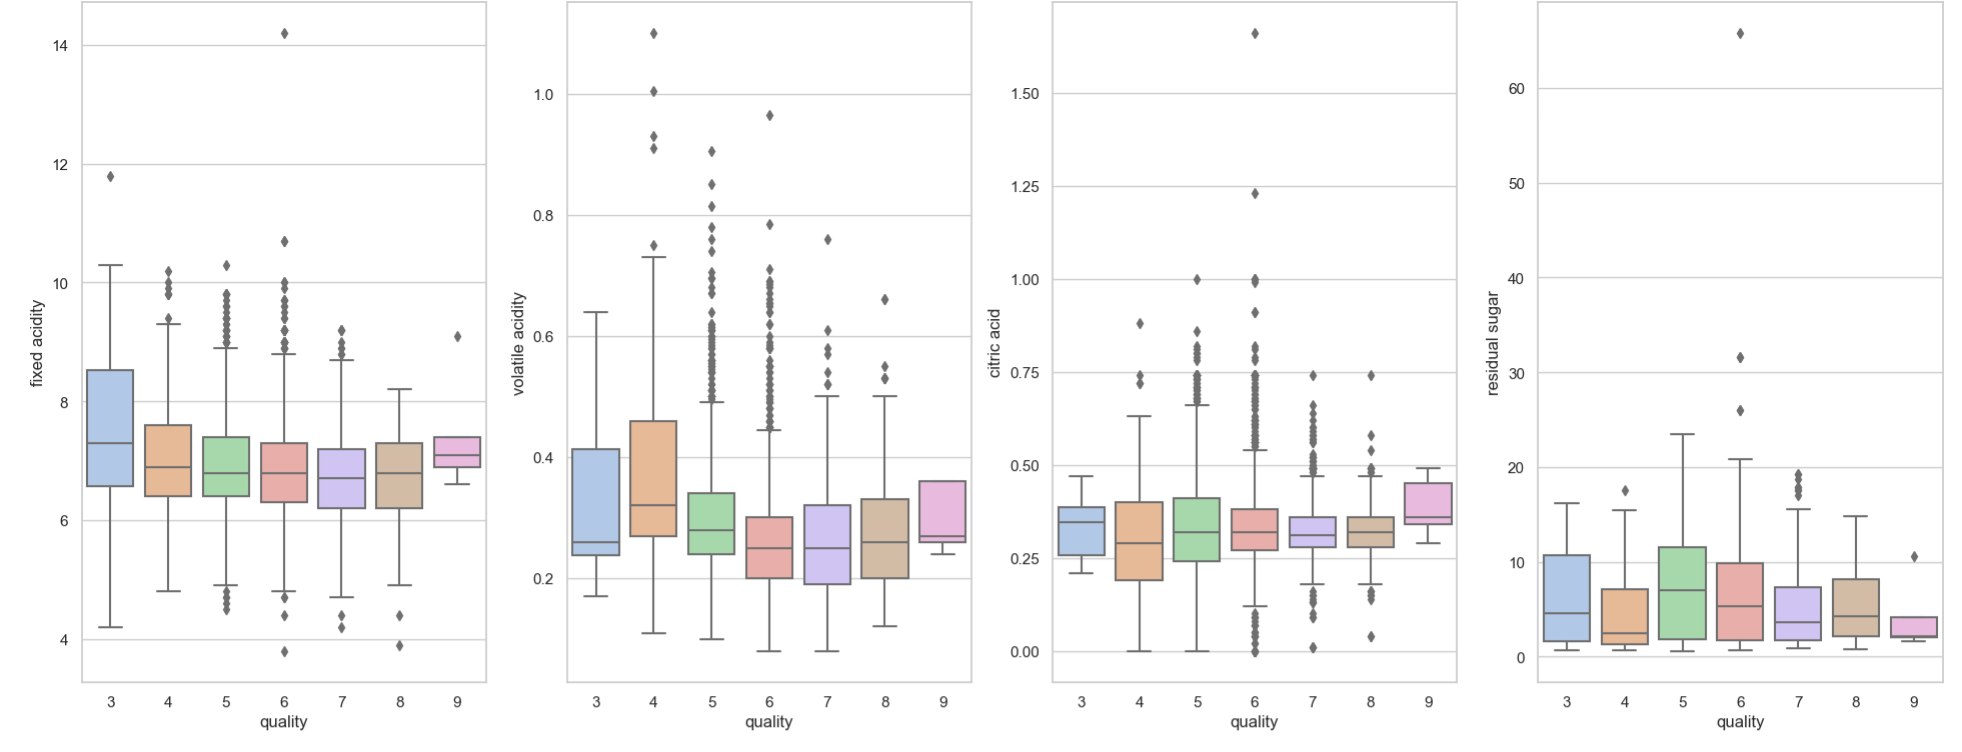 14
12
10
8
6
4
fixed acidity
3 4 5 6 7 8 9
quality
1.0
0.8
0.6
0.4
0.2
volatile acidity
3 4 5 6 7 8 9
quality
1.50
1.25
1.00
0.75
0.50
0.25
0.00
citric acid
3 4 5 6 7 8 9
quality
60
50
40
30
20
10
0
residual sugar
3 4 5 6 7 8 9
quality